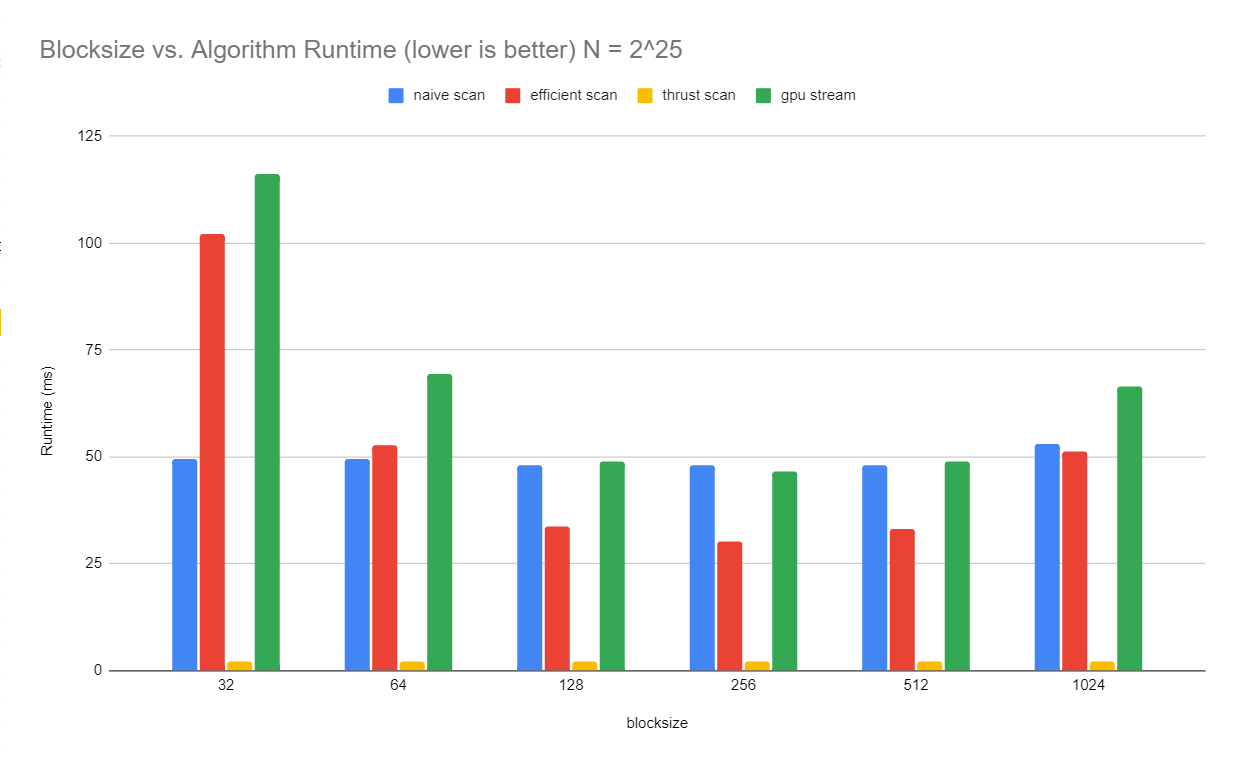 Blocksize vs. Algorithm Runtime (lower is better) N = 2^25
naive scan efficient scan thrust scan gpu stream
125
100
75
50
25
0
Runtime (ms)
32 64 128 256 512 1024
blocksize